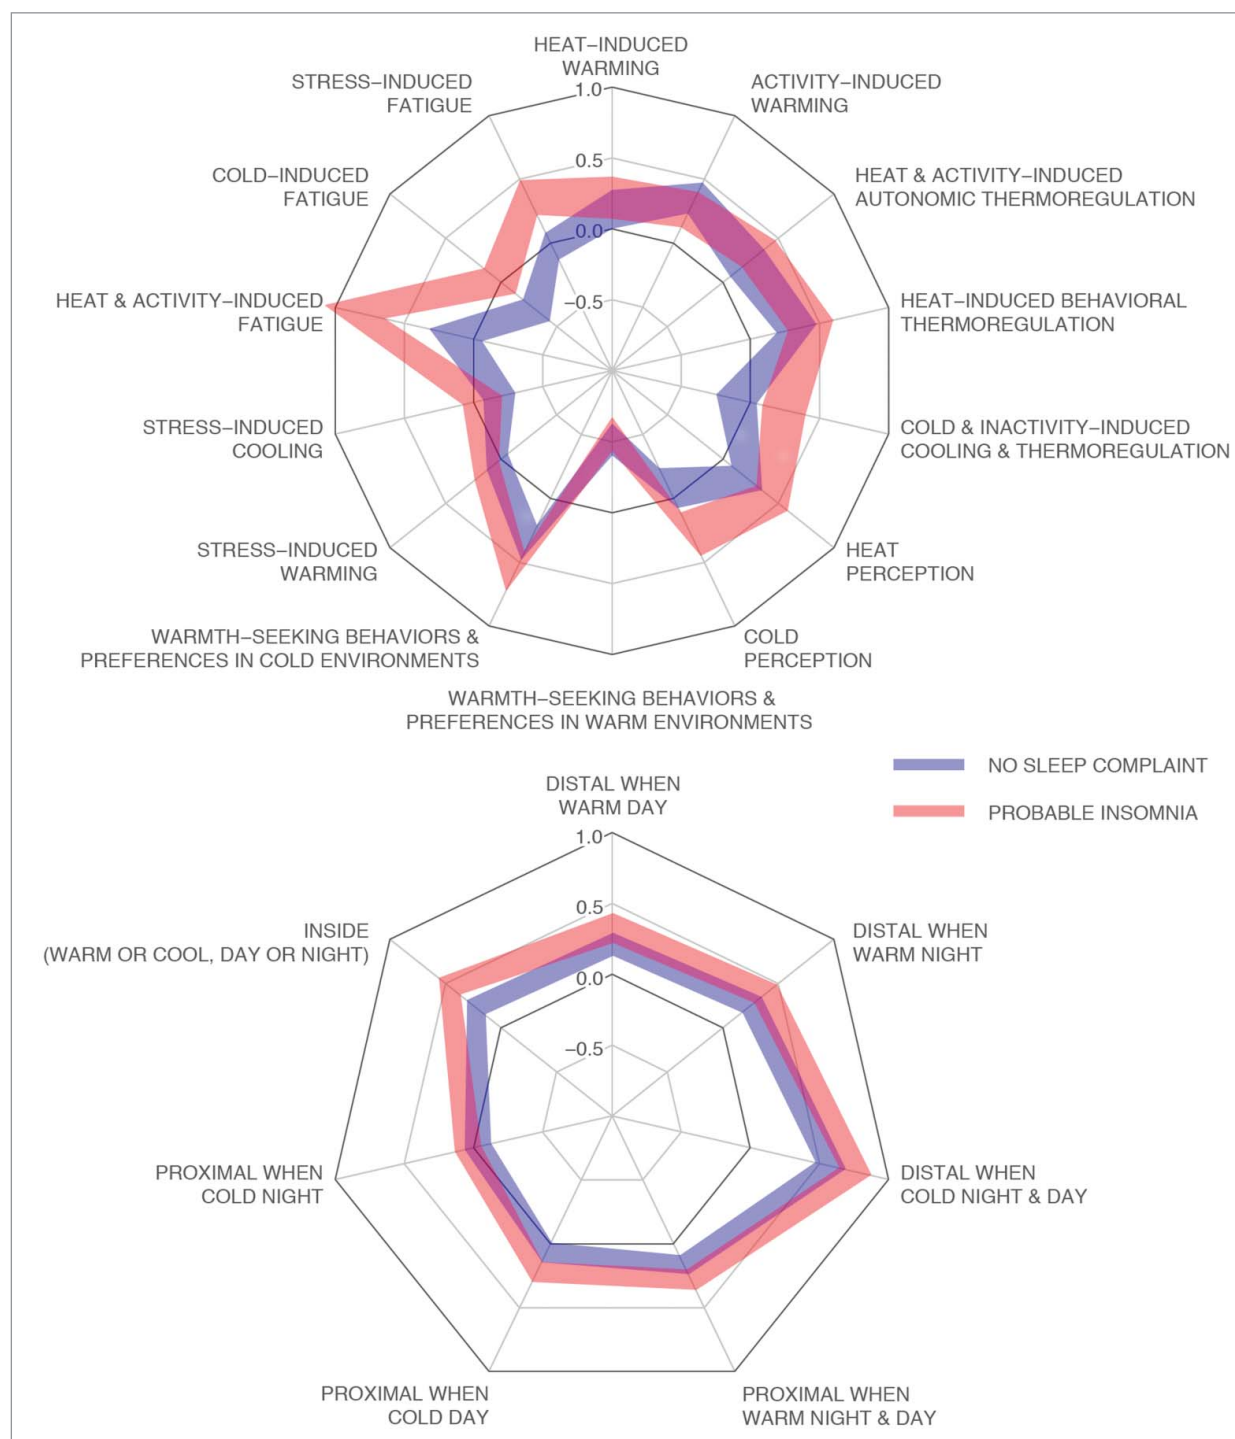 HEAT–INDUCED
WARMING
STRESS–INDUCED
FATIGUE
ACTIVITY–INDUCED
WARMING
1.0
0.5
0.0
–0.5
COLD–INDUCED
FATIGUE
HEAT & ACTIVITY–INDUCED
AUTONOMIC THERMOREGULATION
HEAT & ACTIVITY–INDUCED
FATIGUE
HEAT–INDUCED BEHAVIORAL
THERMOREGULATION
STRESS–INDUCED
COOLING
COLD & INACTIVITY–INDUCED
COOLING & THERMOREGULATION
STRESS–INDUCED
WARMING
HEAT
PERCEPTION
WARMTH–SEEKING BEHAVIORS &
PREFERENCES IN COLD ENVIRONMENTS
COLD
PERCEPTION
WARMTH–SEEKING BEHAVIORS &
PREFERENCES IN WARM ENVIRONMENTS
NO SLEEP COMPLAINT
PROBABLE INSOMNIA
DISTAL WHEN
WARM DAY
1.0
0.5
0.0
–0.5
INSIDE
(WARM OR COOL, DAY OR NIGHT)
DISTAL WHEN
WARM NIGHT
PROXIMAL WHEN
COLD NIGHT
DISTAL WHEN
COLD NIGHT & DAY
PROXIMAL WHEN
COLD DAY
PROXIMAL WHEN
WARM NIGHT & DAY